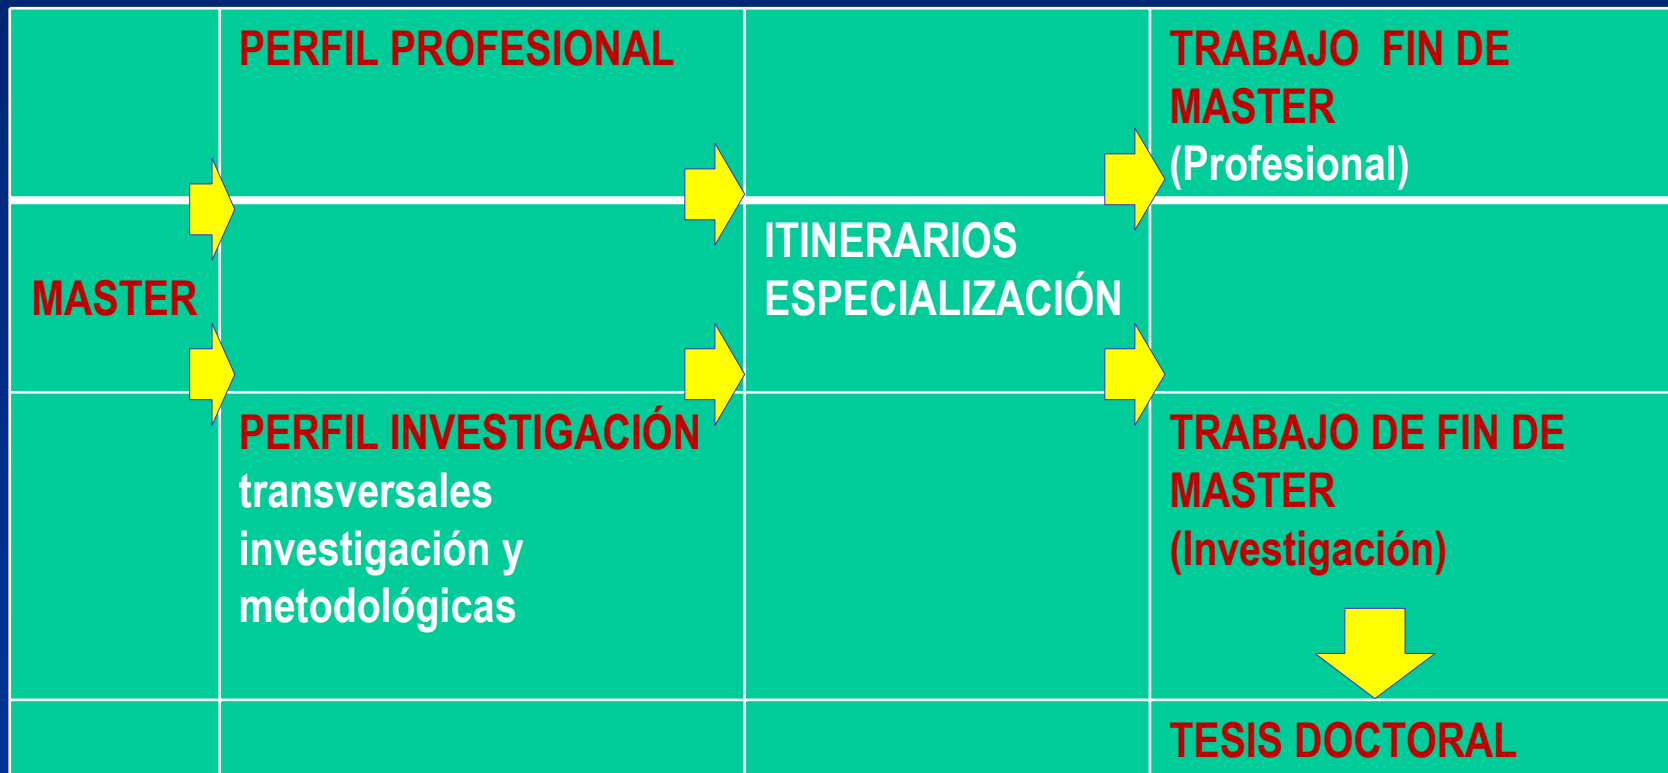 PERFIL PROFESIONAL
TRABAJO FIN DE
MASTER
(Profesional)
MASTER
ITINERARIOS
ESPECIALIZACIÓN
PERFIL INVESTIGACIÓN
transversales
investigación y
metodológicas
TRABAJO DE FIN DE
MASTER
(Investigación)
TESIS DOCTORAL